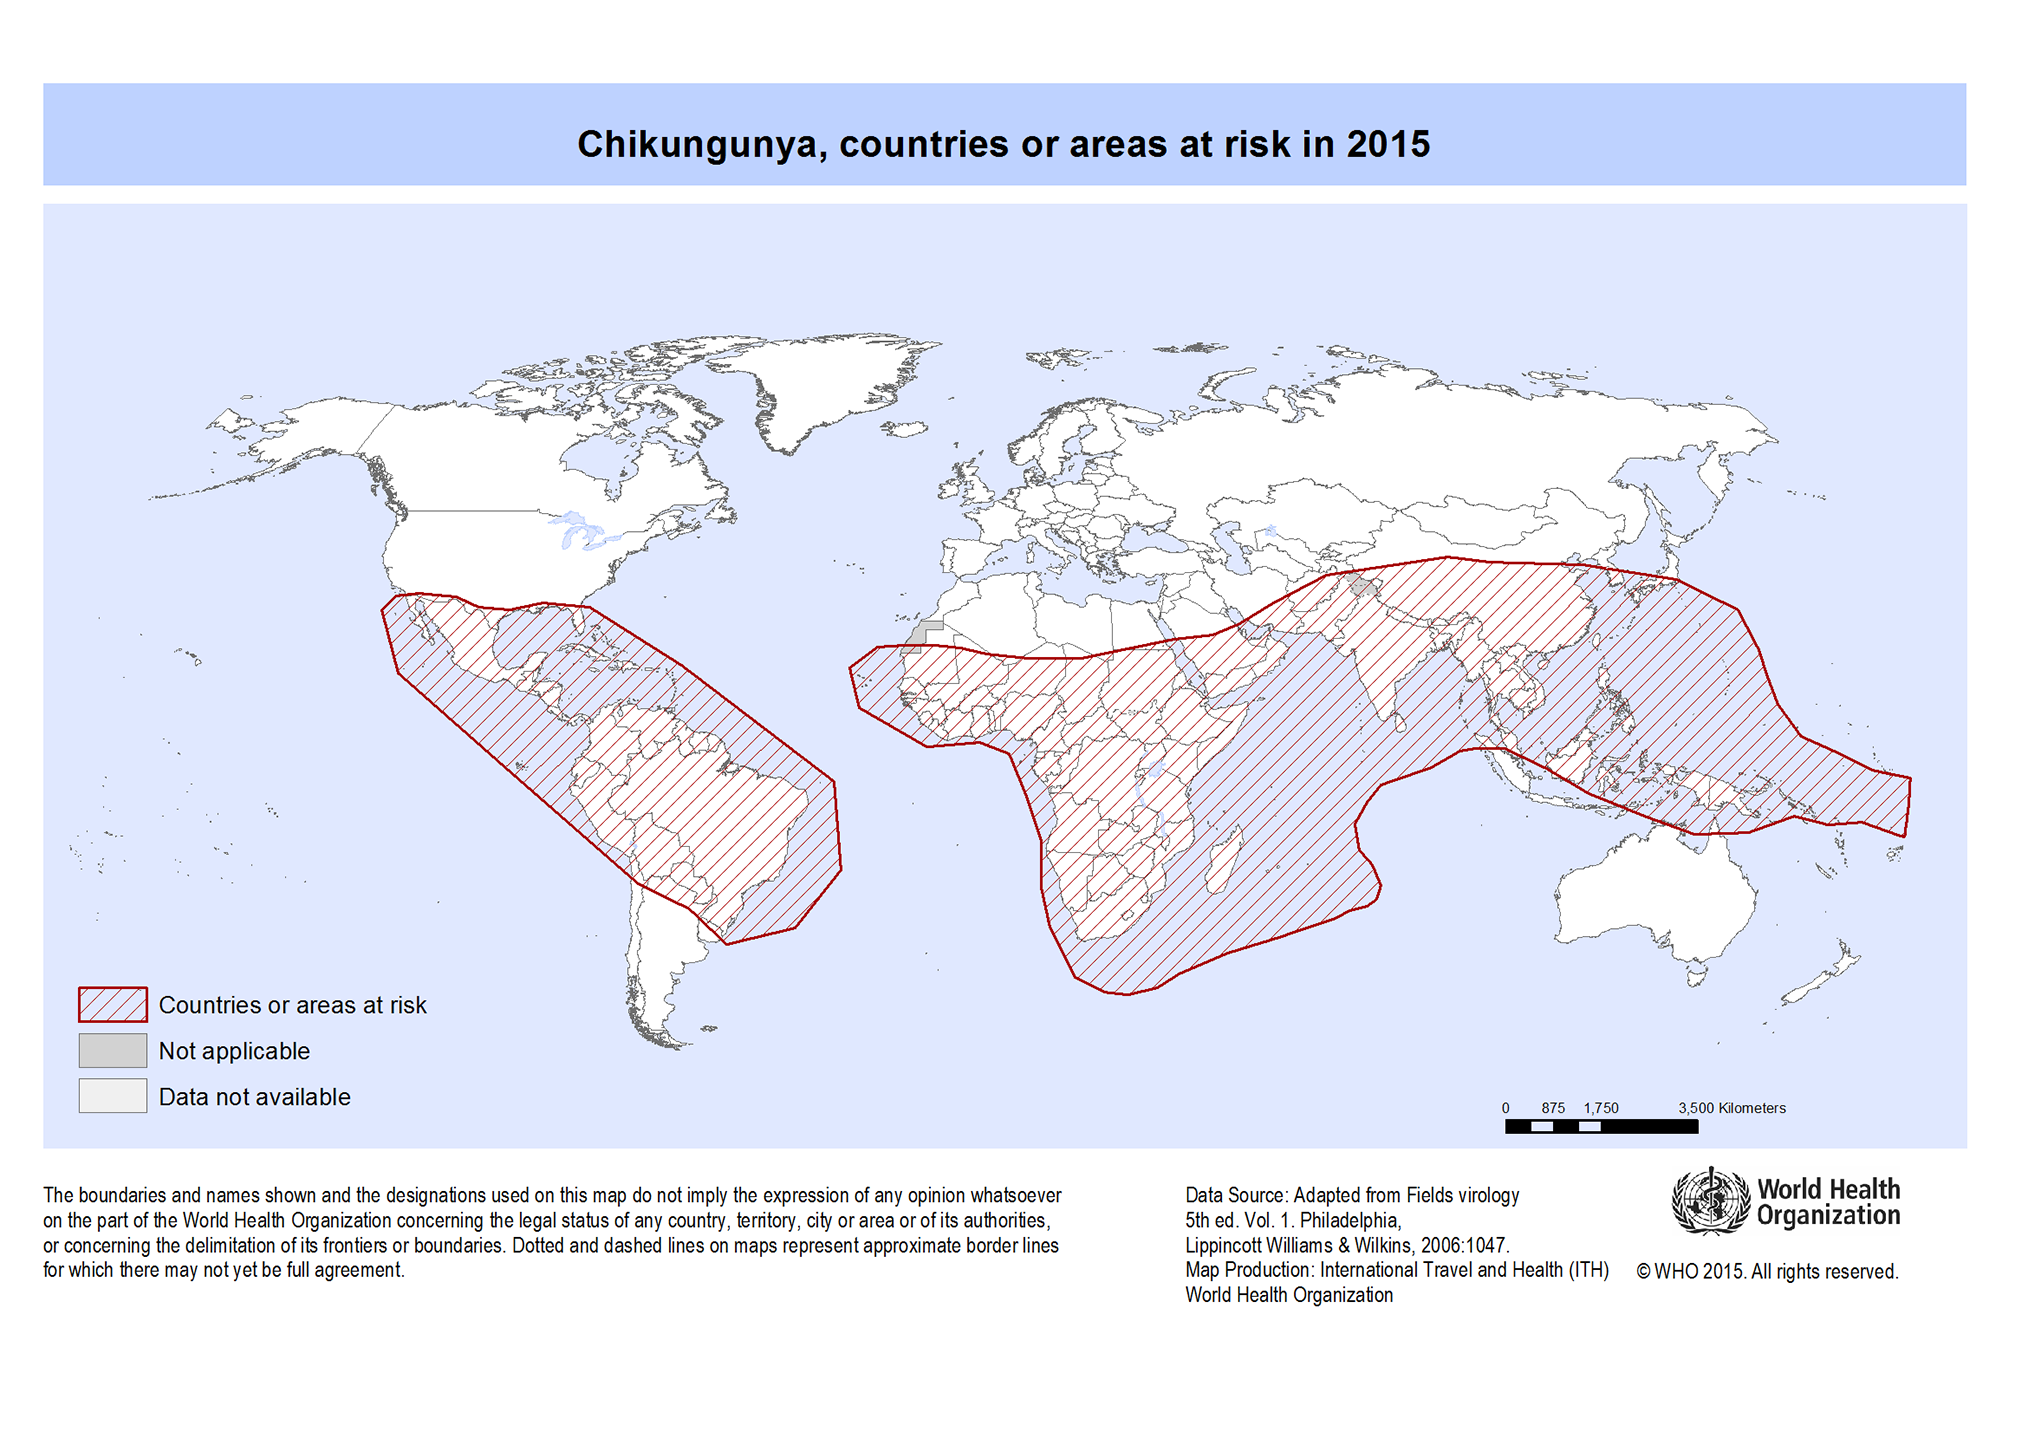 Chikungunya, countries or areas at risk in 2015
Countries or areas at risk
Not applicable
Data not available
0 875 1,750 3,500 Kilometers
The boundaries and names shown and the designations used on this map do not imply the expression of any opinion whatsoever
on the part of the World Health Organization concerning the legal status of any country, territory, city or area or of its authorities,
or concerning the delimitation of its frontiers or boundaries. Dotted and dashed lines on maps represent approximate border lines
for which there may not yet be full agreement.
Data Source: Adapted from Fields virology
5th ed. Vol. 1. Philadelphia,
Lippincott Williams & Wilkins, 2006:1047.
Map Production: International Travel and Health (ITH)
World Health Organization
World Health
Organization
© WHO 2015. All rights reserved.